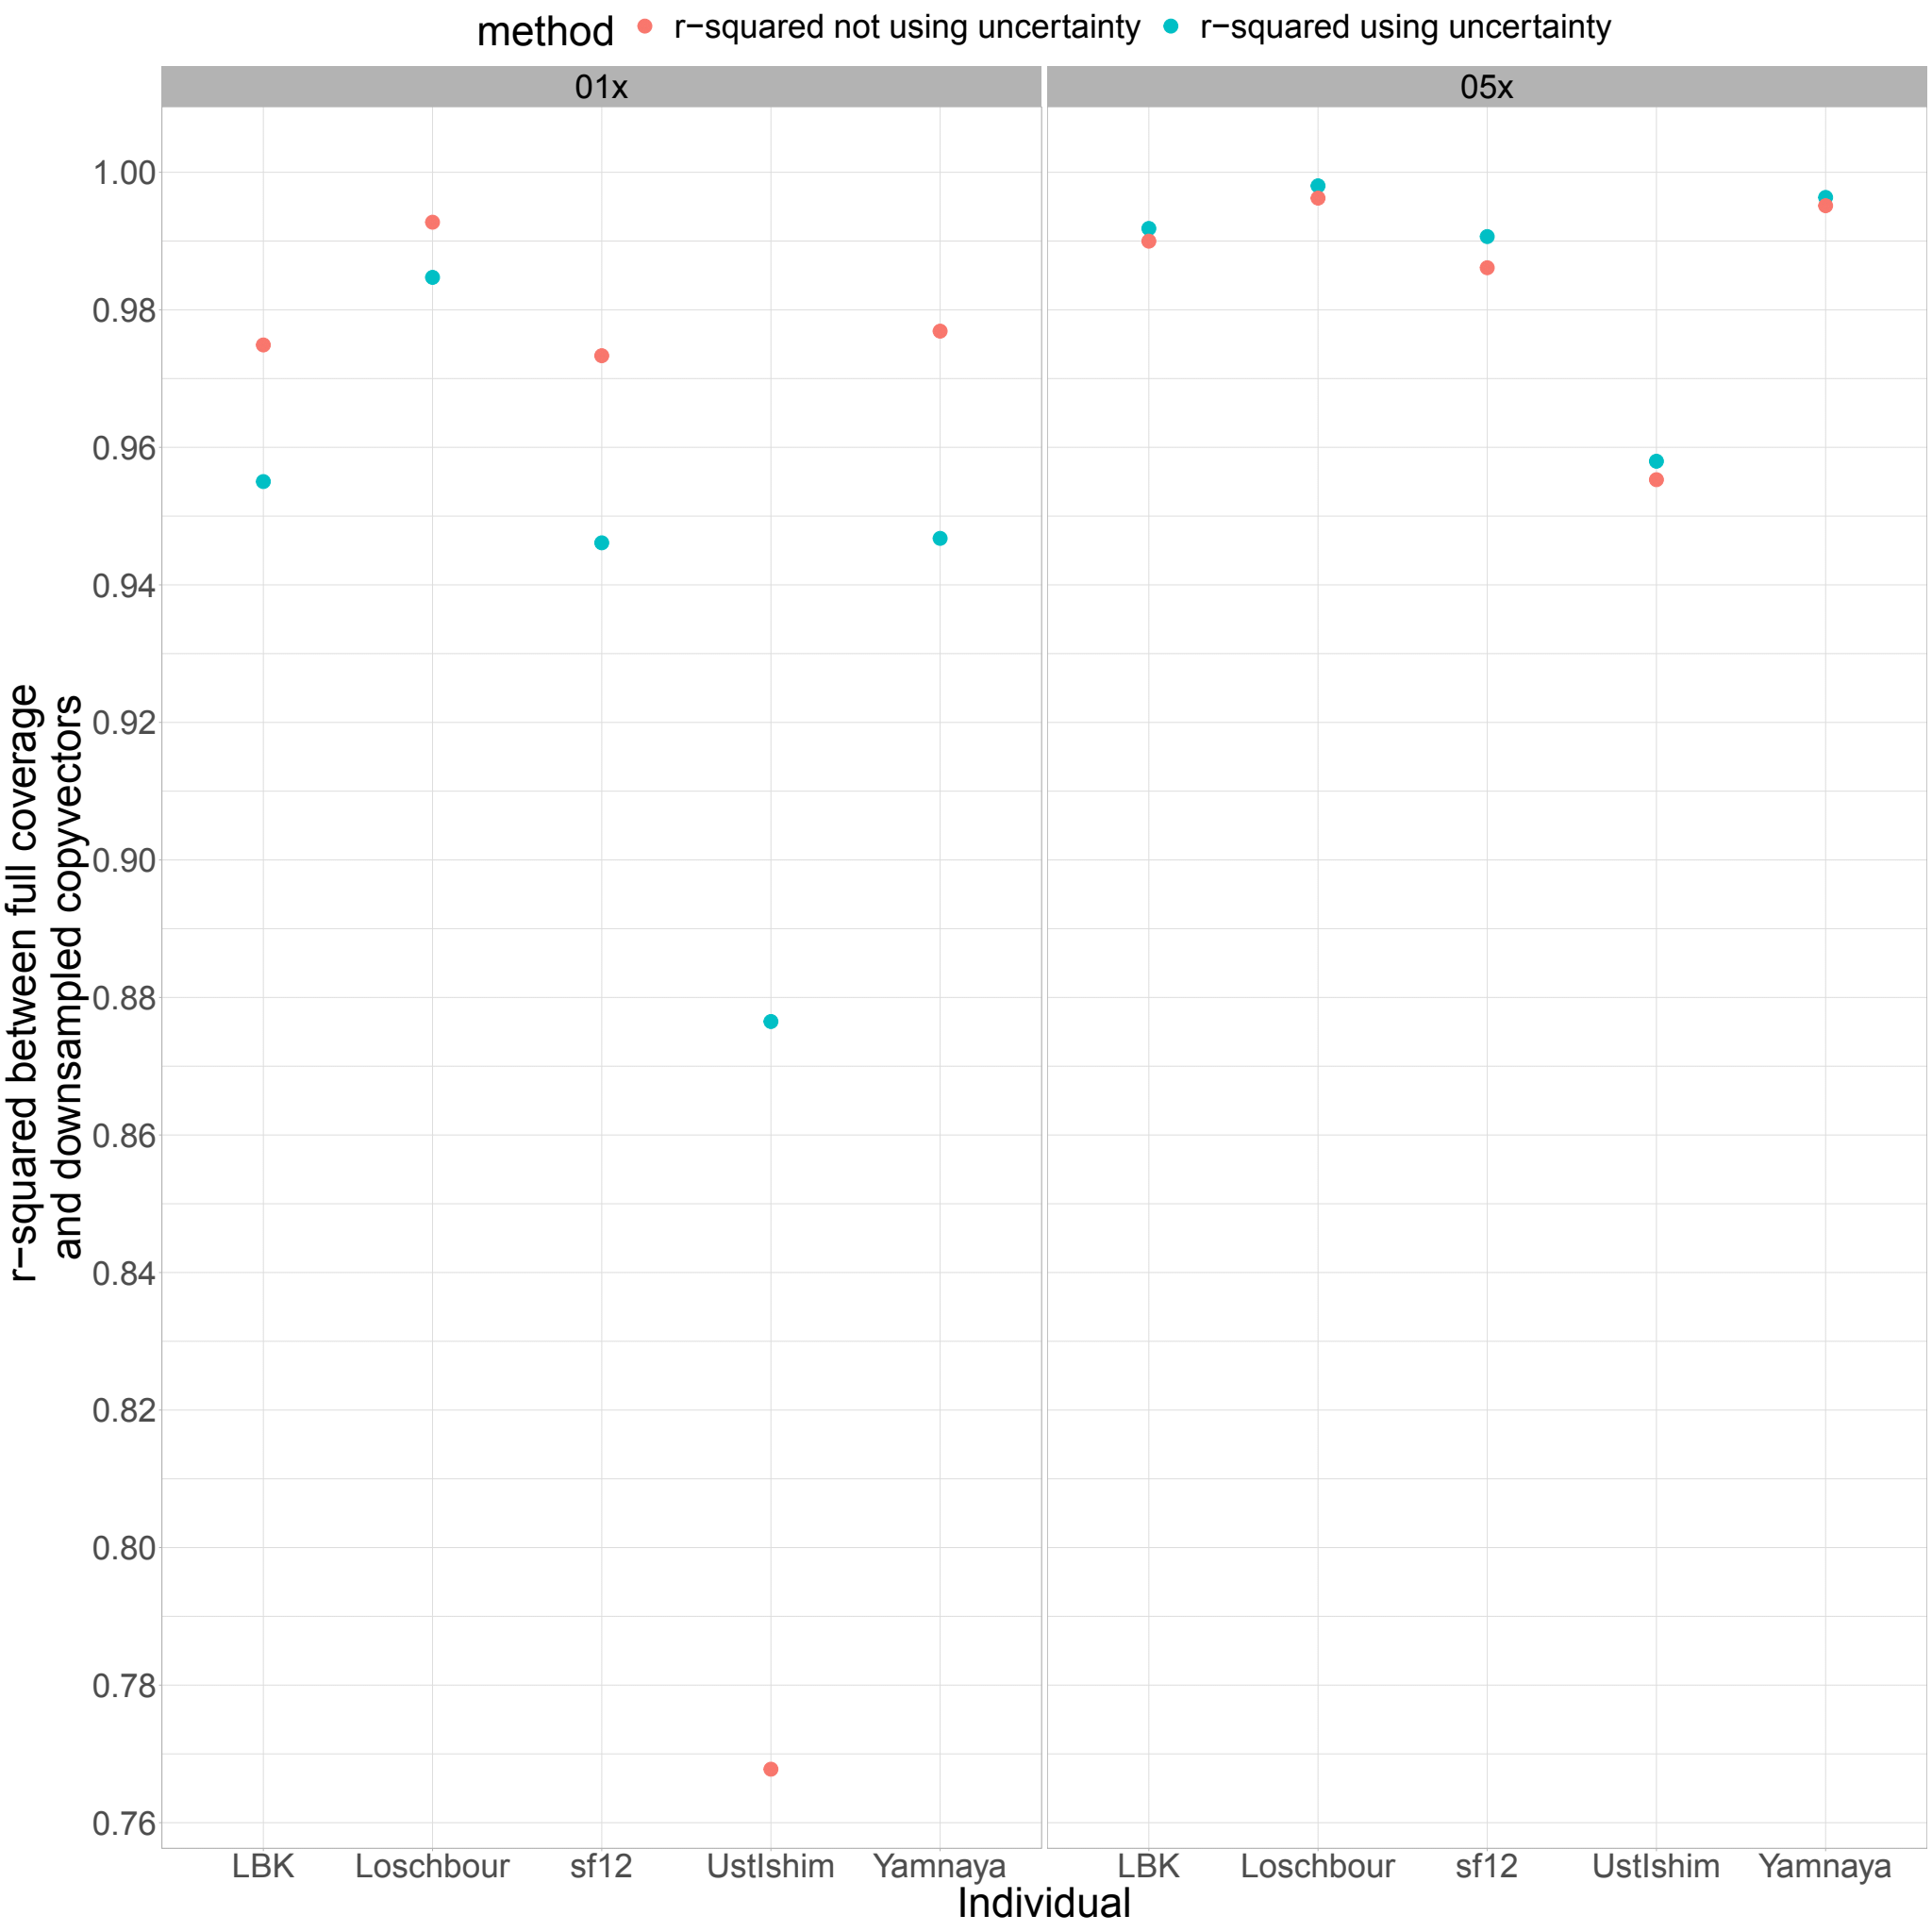 method r−squared not using uncertainty r−squared using uncertainty
01x 05x
r−squared between full coverage
and downsampled copyvectors
1.00
0.98
0.96
0.94
0.92
0.90
0.88
0.86
0.84
0.82
0.80
0.78
0.76
LBK Loschbour sf12 UstIshim Yamnaya LBK Loschbour sf12 UstIshim Yamnaya
Individual